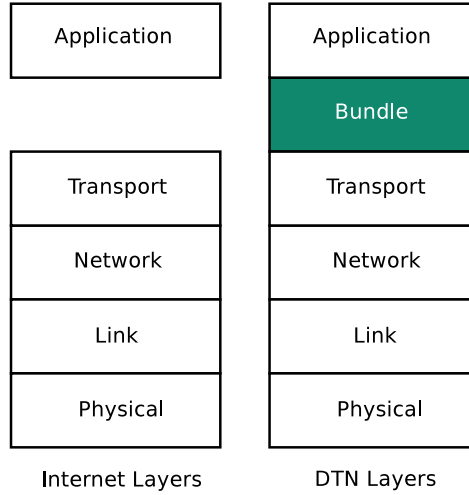 Application
Transport
Network
Link
Physical
Internet Layers
Application
Bundle
Transport
Network
Link
Physical
DTN Layers